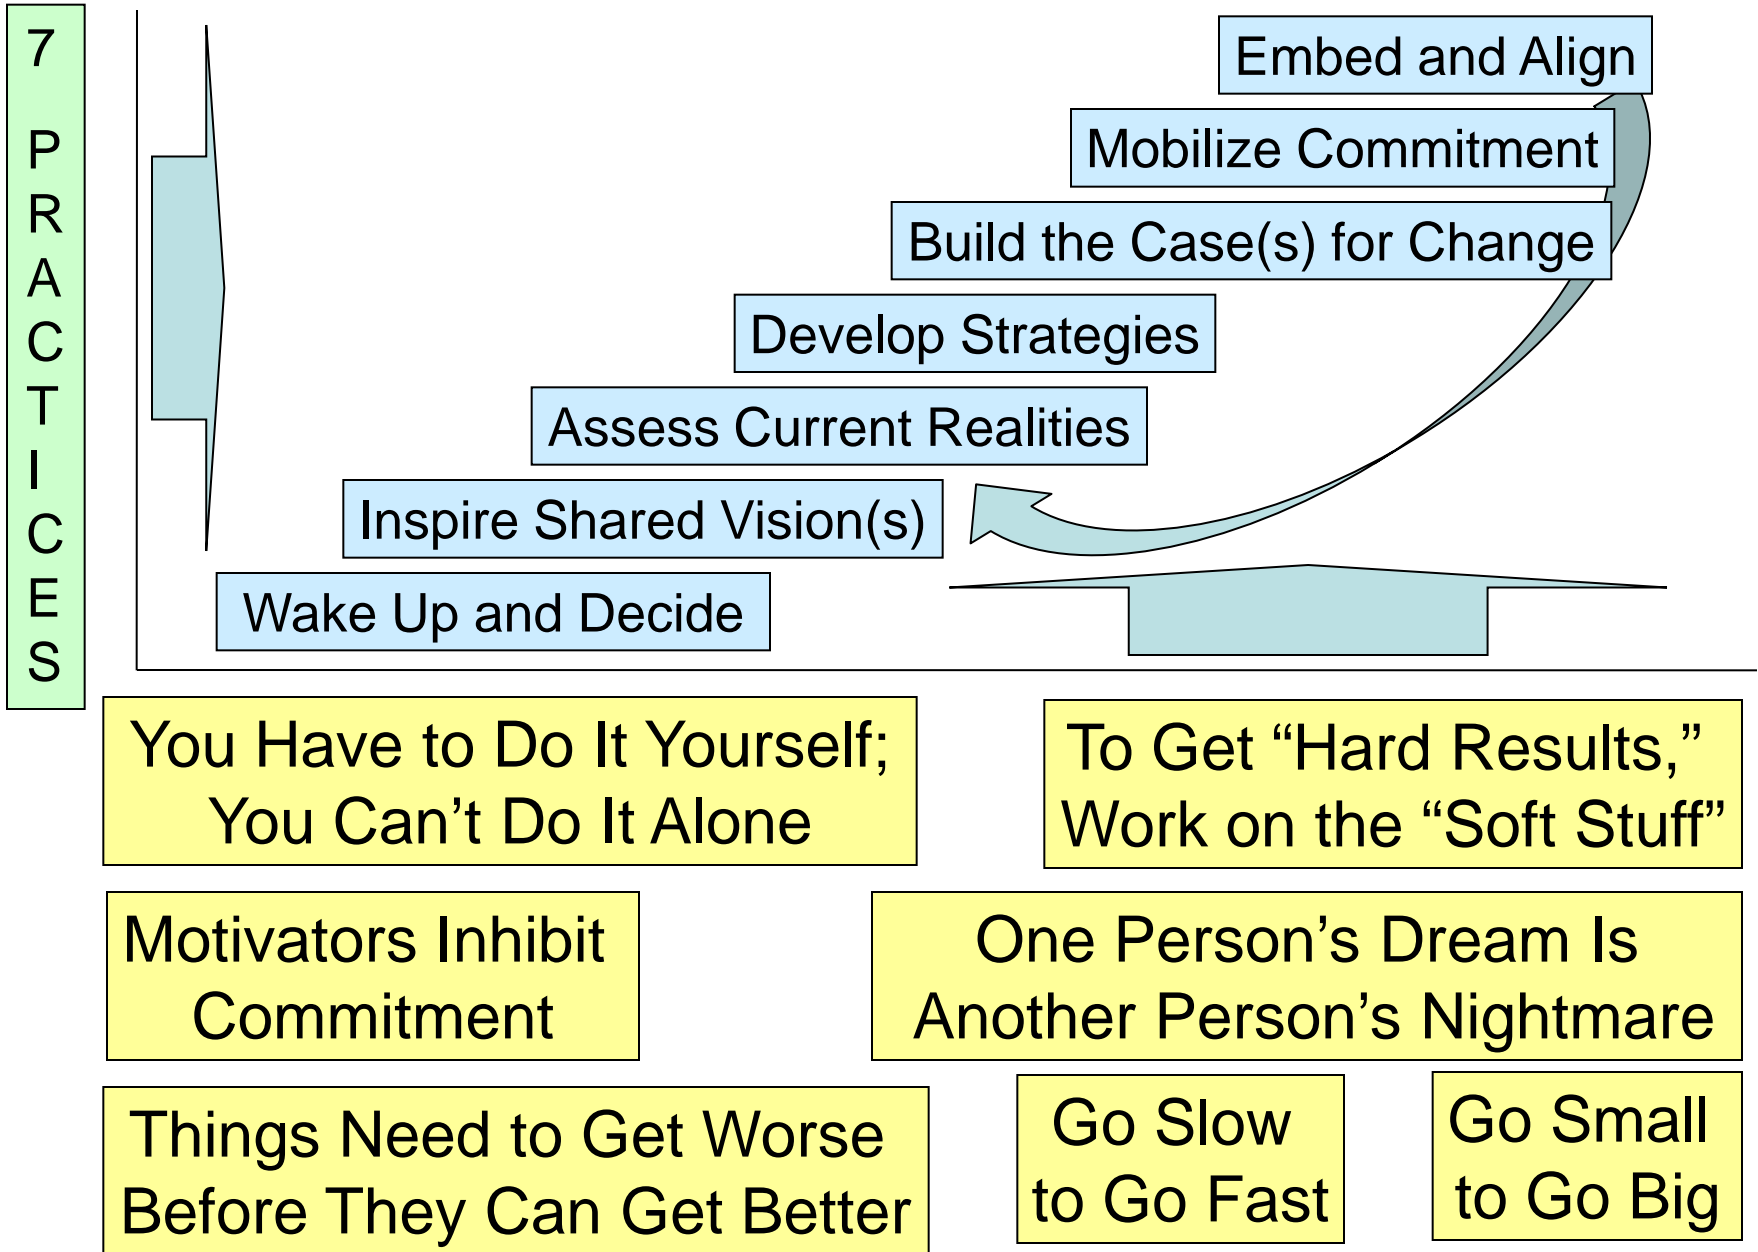 7
PRACTICES
Embed and Align
Mobilize Commitment
Build the Case(s) for Change
Develop Strategies
Assess Current Realities
Inspire Shared Vision(s)
Wake Up and Decide
You Have to Do It Yourself;
You Can’t Do It Alone
To Get “Hard Results,”
Work on the “Soft Stuff”
Motivators Inhibit
Commitment
One Person’s Dream Is
Another Person’s Nightmare
Things Need to Get Worse
Before They Can Get Better
Go Slow
to Go Fast
Go Small
to Go Big